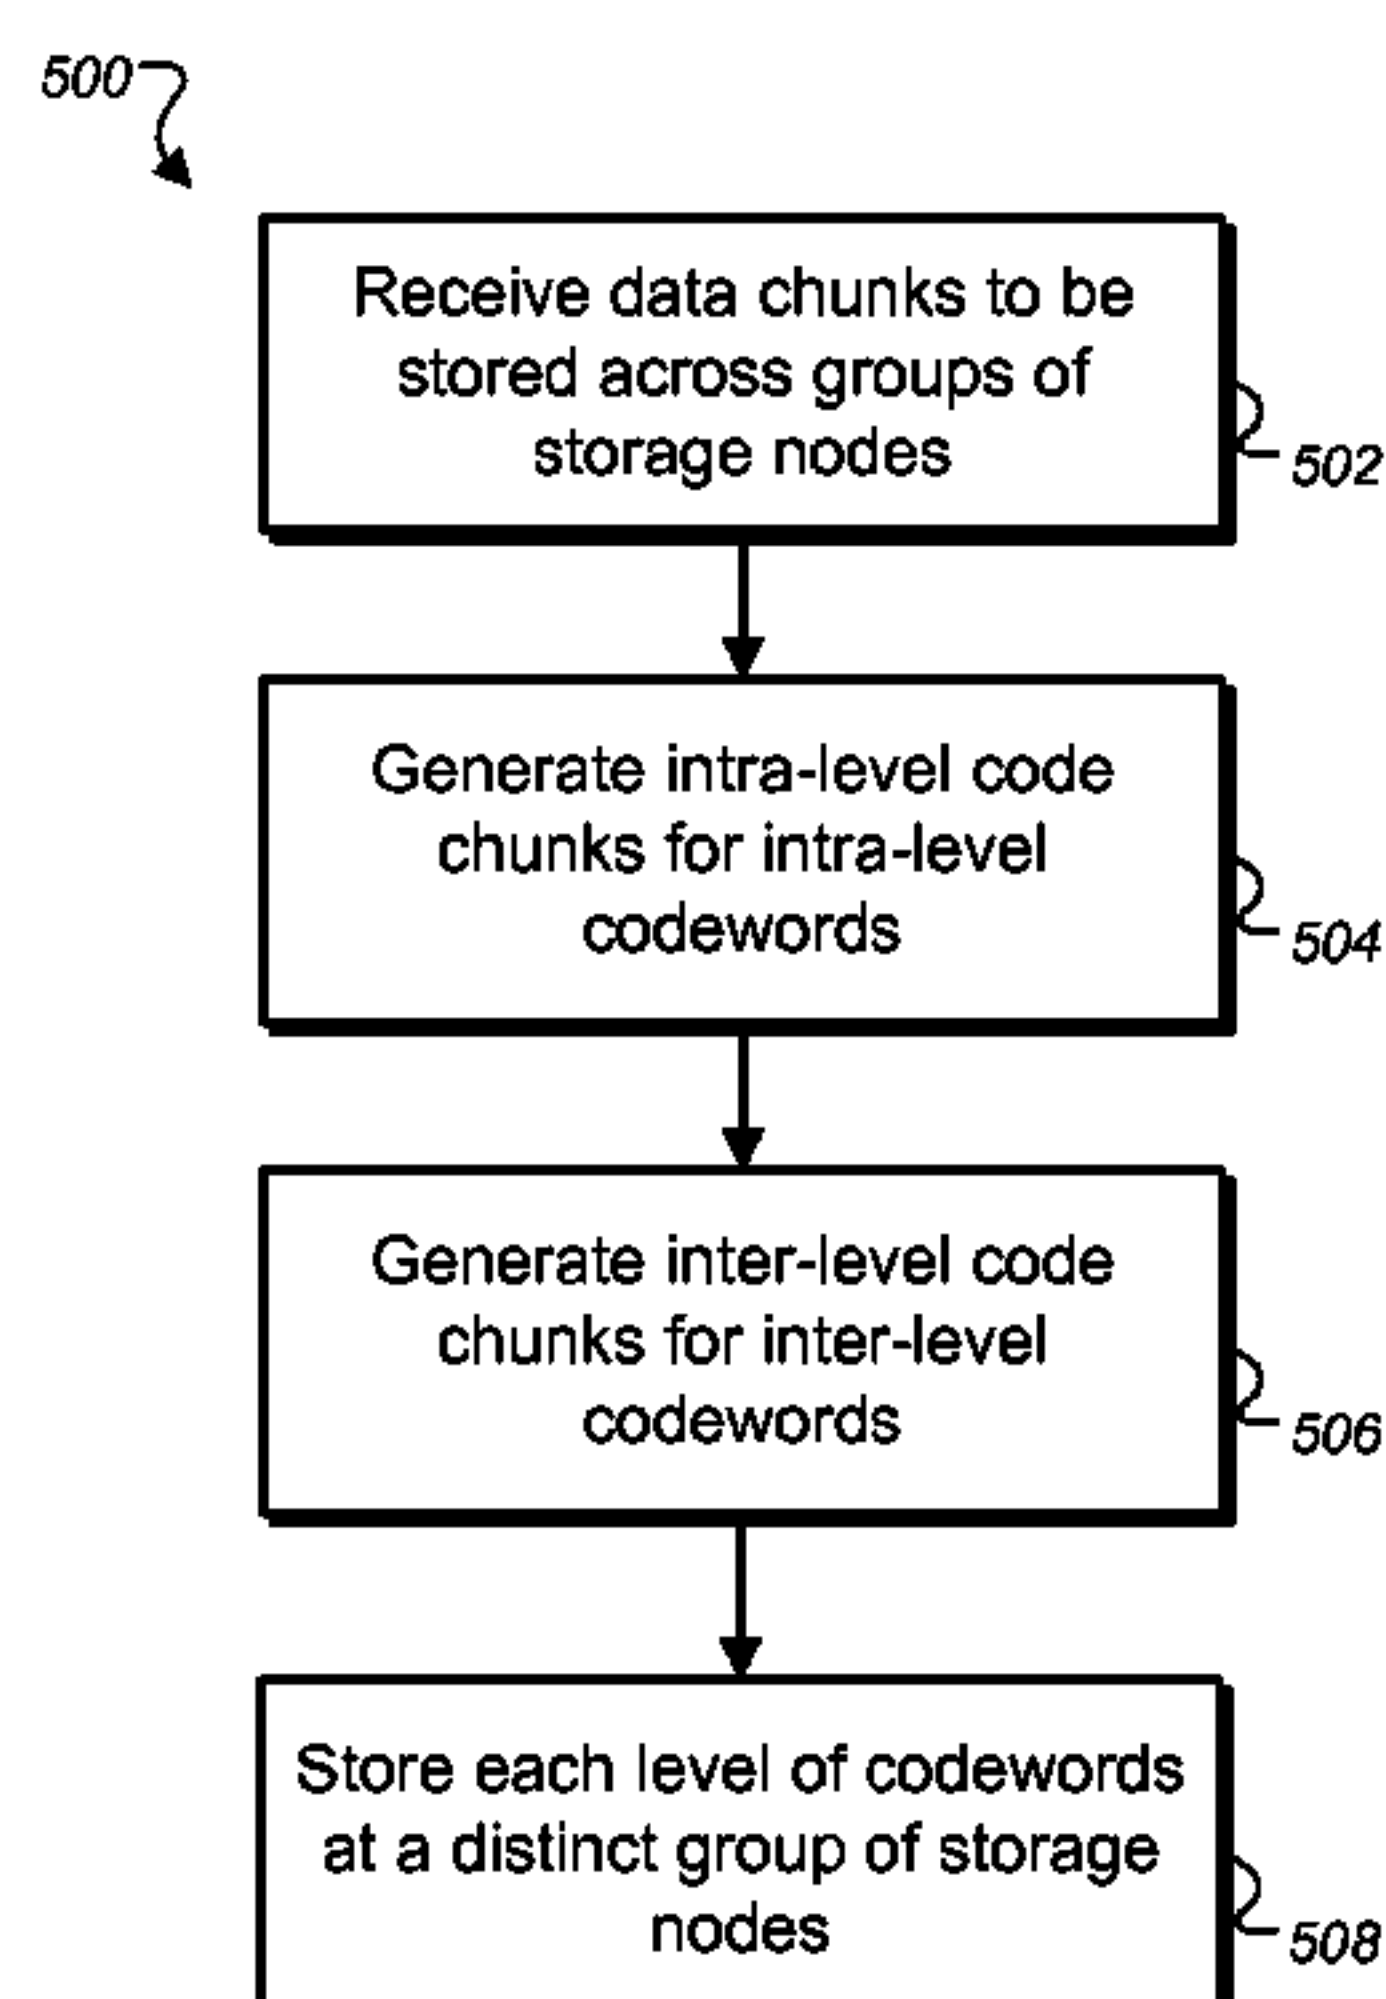 500
Receive data chunks to be
stored across groups of
storage nodes
502
Generate intra-level code
chunks for intra-level
codewords
504
Generate inter-level code
chunks for inter-level
codewords
506
Store each level of codewords
at a distinct group of storage
nodes
508